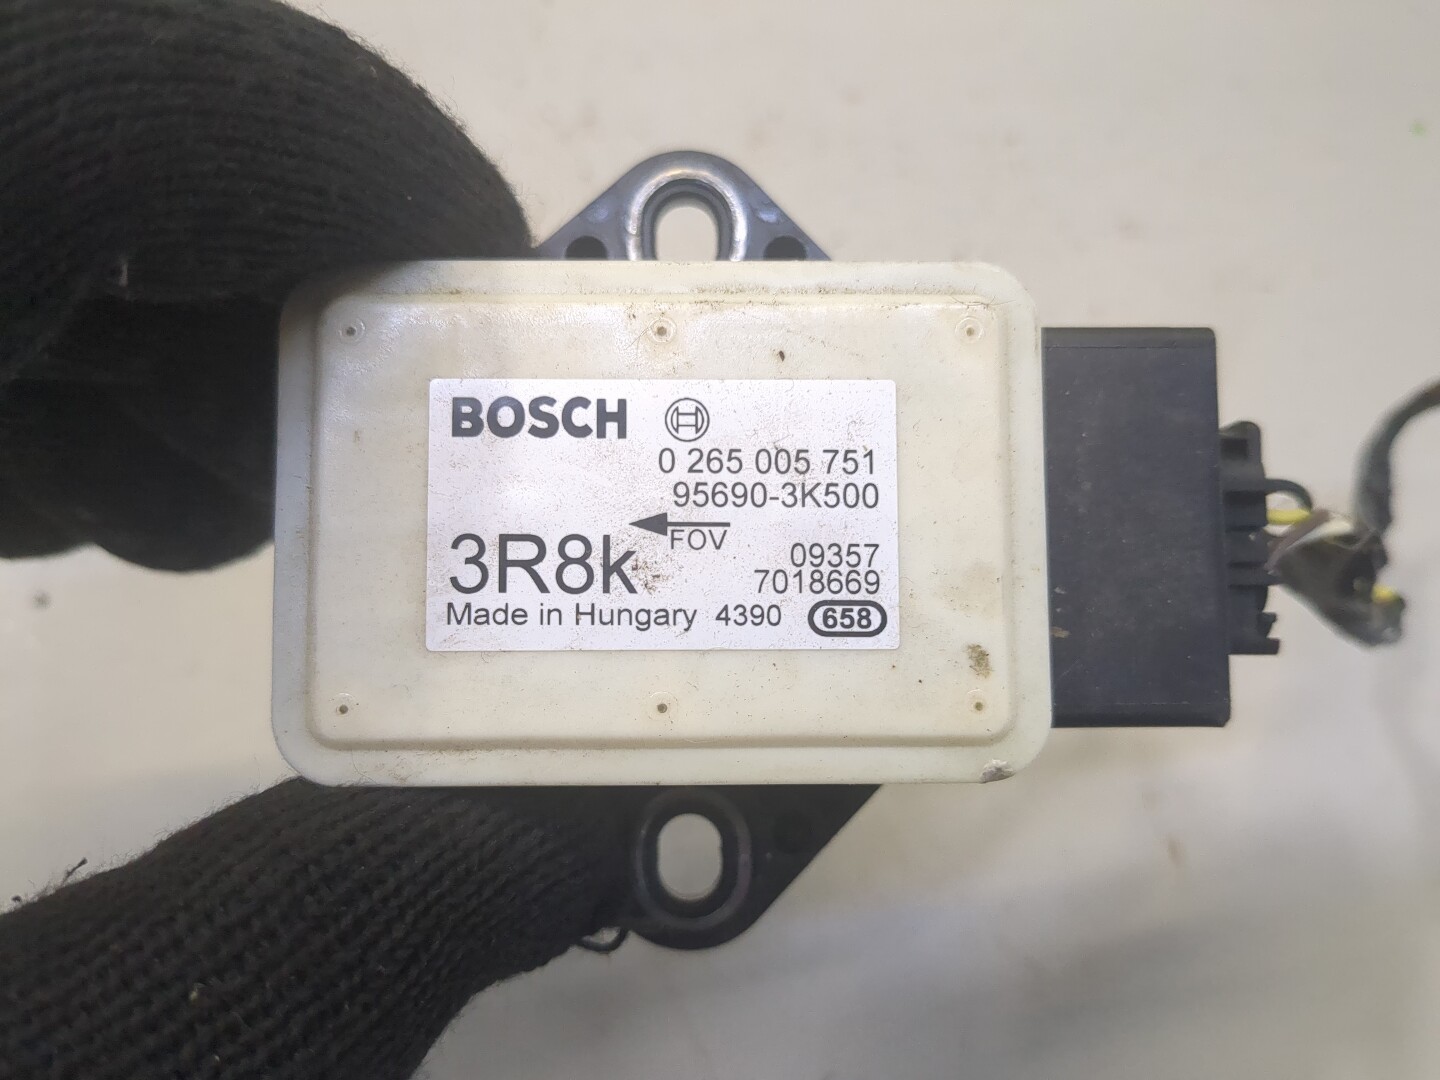 BOSCH
0 265 005 751
95690-3K500
FOV
3R8k
09357
7018669
Made in Hungary 4390 658